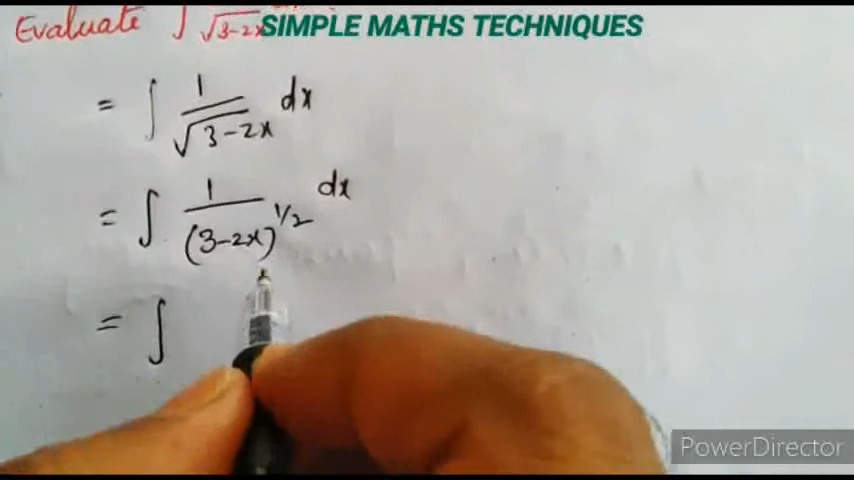 Evaluate ∫ √3-2x
SIMPLE MATHS TECHNIQUES
= ∫ 1/√3-2x dx
= ∫ 1/(3-2x)^1/2 dx
= ∫
PowerDirector